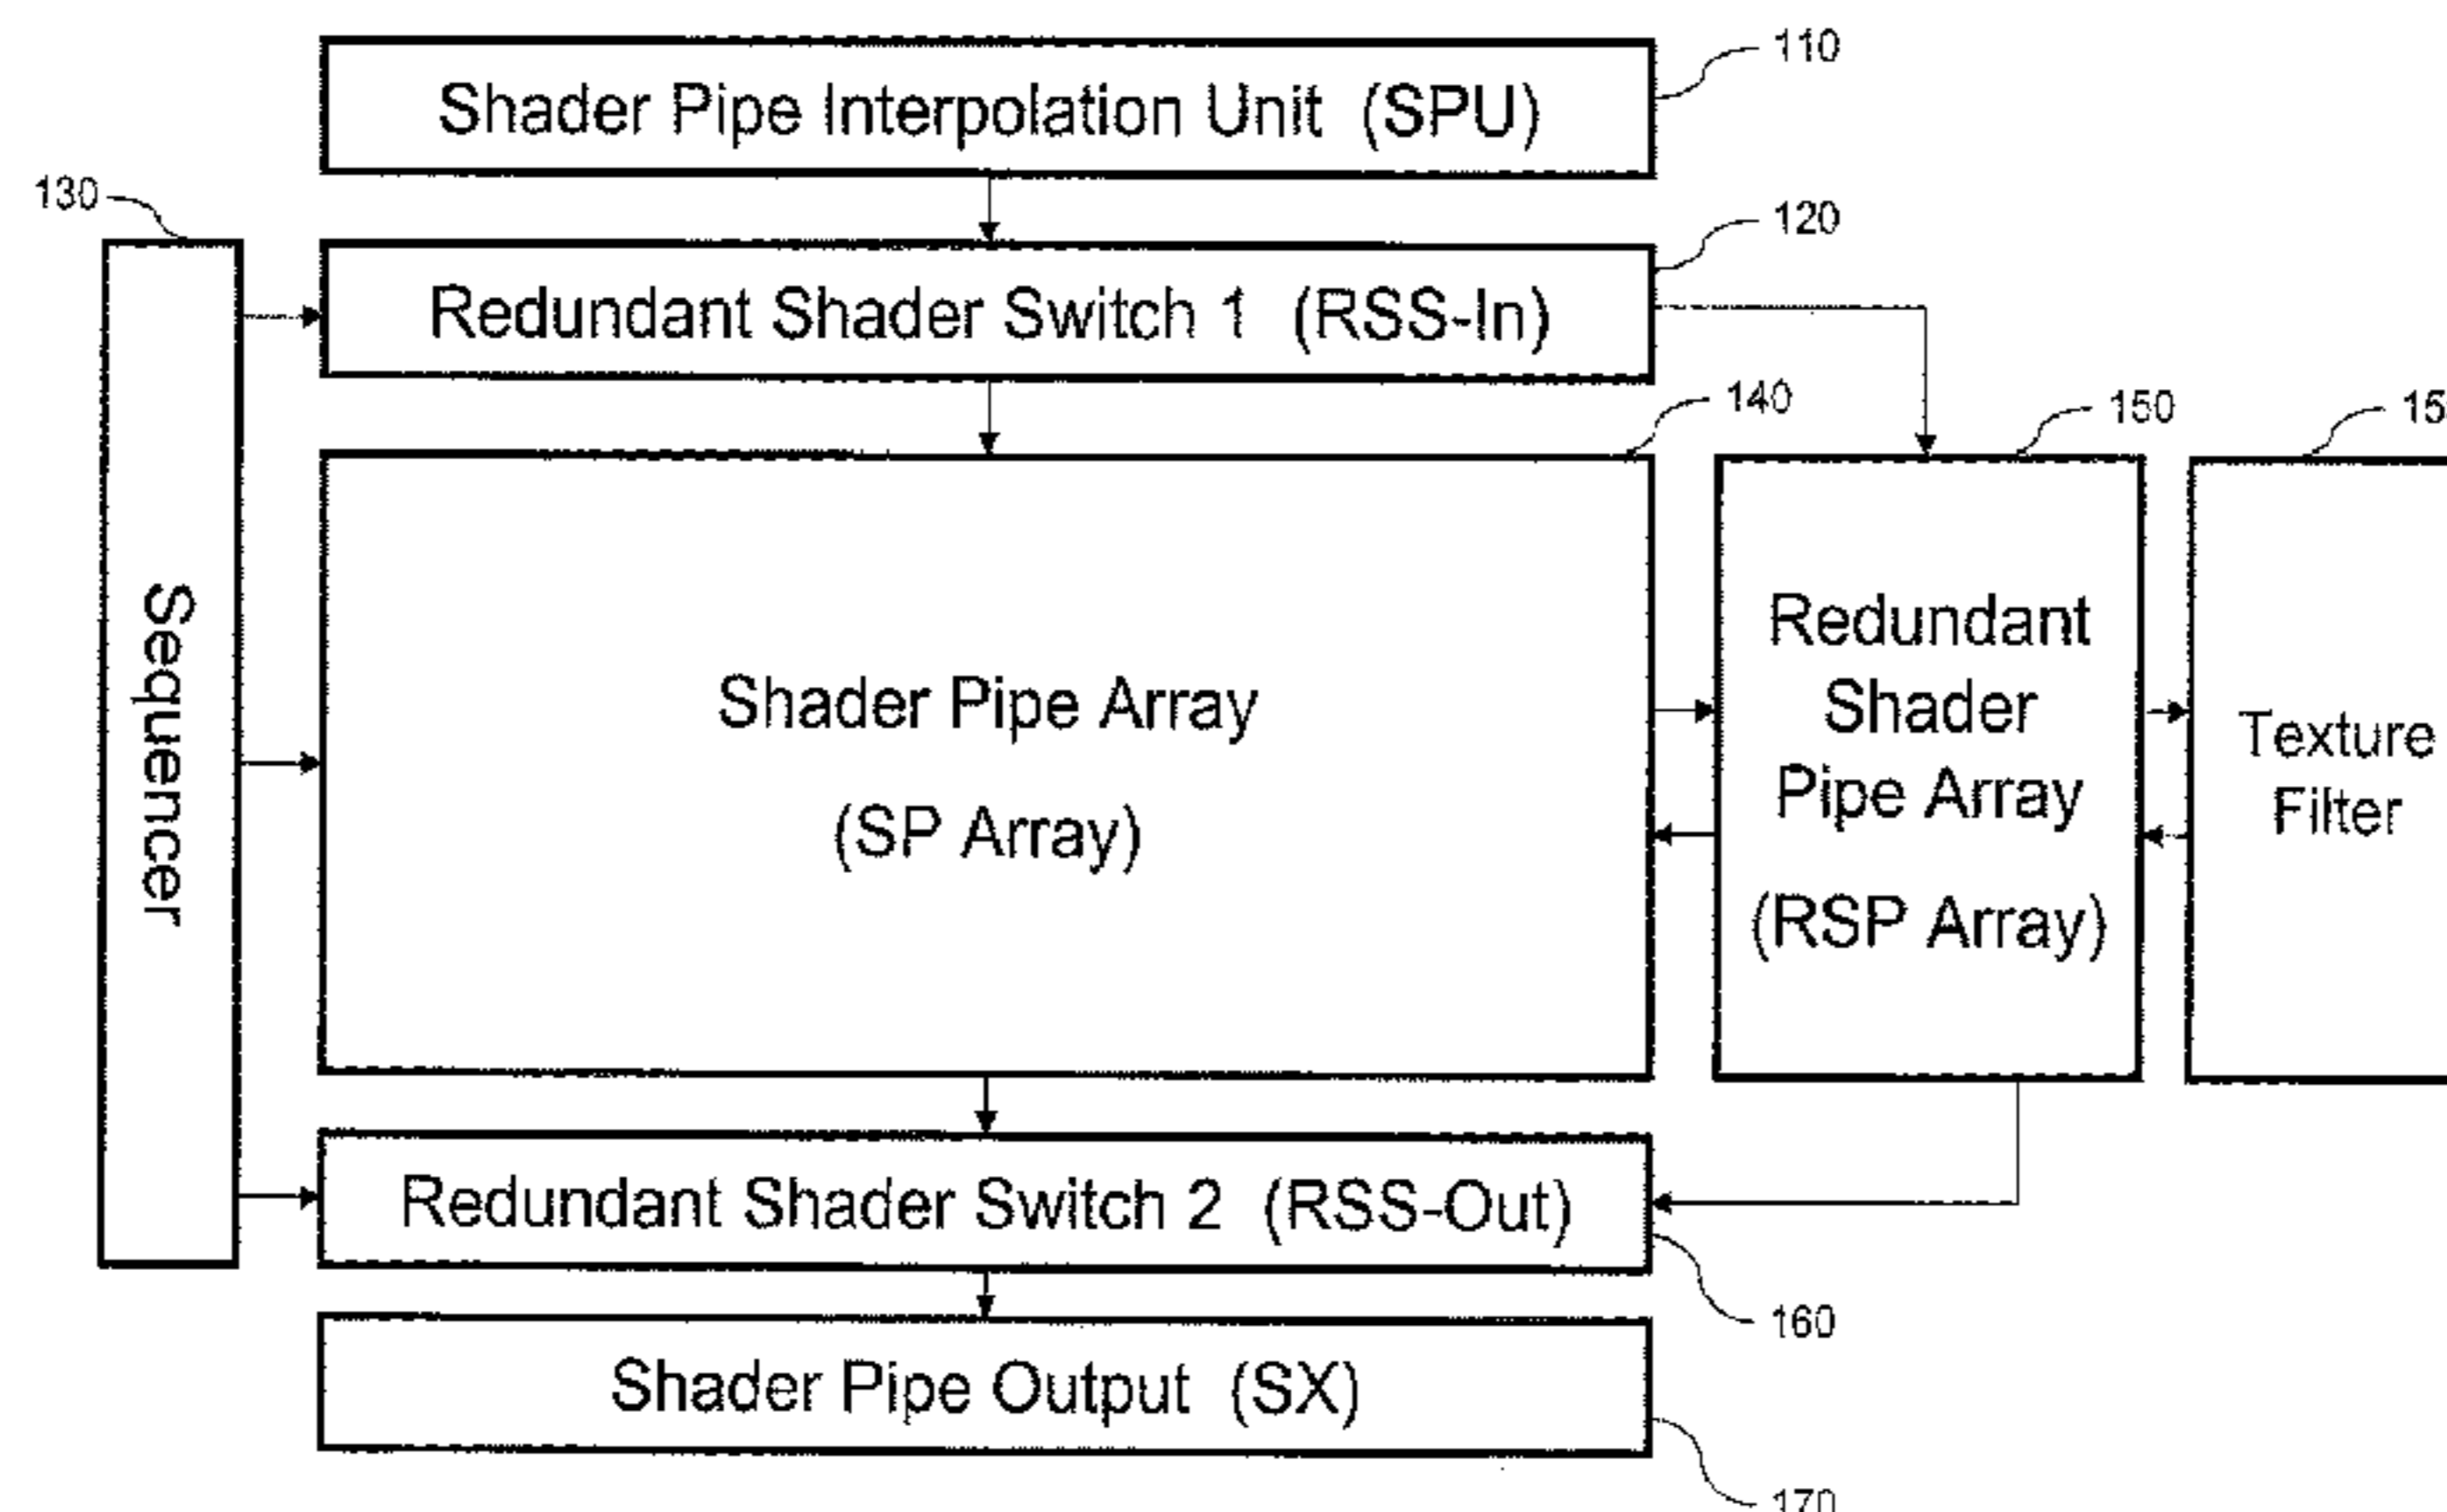 110
Shader Pipe Interpolation Unit (SPU)
130
120
Redundant Shader Switch 1 (RSS-In)
140
150
Sequencer
Shader Pipe Array
(SP Array)
Redundant
Shader
Pipe Array
(RSP Array)
Texture
Filter
Redundant Shader Switch 2 (RSS-Out)
160
Shader Pipe Output (SX)
170